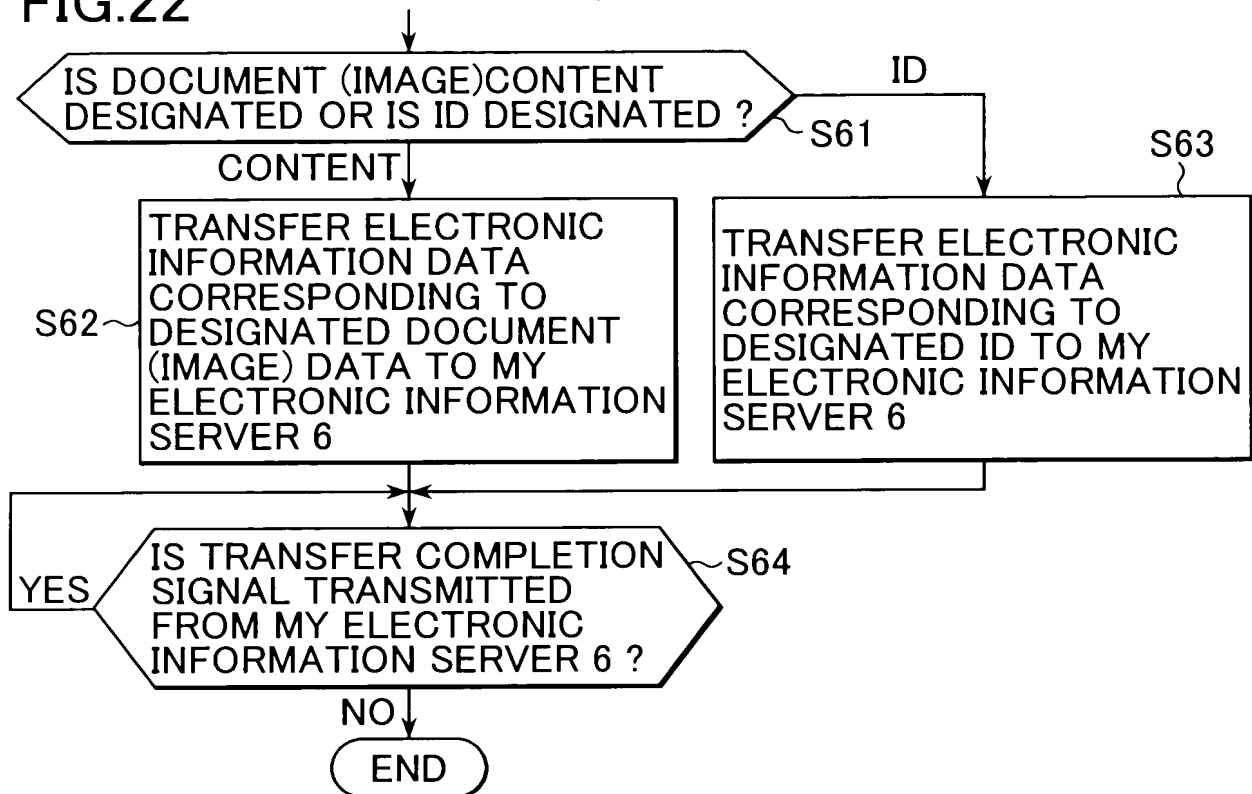 FIG.22
IS DOCUMENT (IMAGE)CONTENT
DESIGNATED OR IS ID DESIGNATED ?
ID
S61
CONTENT
S63
TRANSFER ELECTRONIC
INFORMATION DATA
CORRESPONDING TO
DESIGNATED DOCUMENT
(IMAGE) DATA TO MY
ELECTRONIC INFORMATION
SERVER 6
S62
TRANSFER ELECTRONIC
INFORMATION DATA
CORRESPONDING TO
DESIGNATED ID TO MY
ELECTRONIC INFORMATION
SERVER 6
IS TRANSFER COMPLETION
SIGNAL TRANSMITTED
FROM MY ELECTRONIC
INFORMATION SERVER 6 ?
S64
YES
NO
END